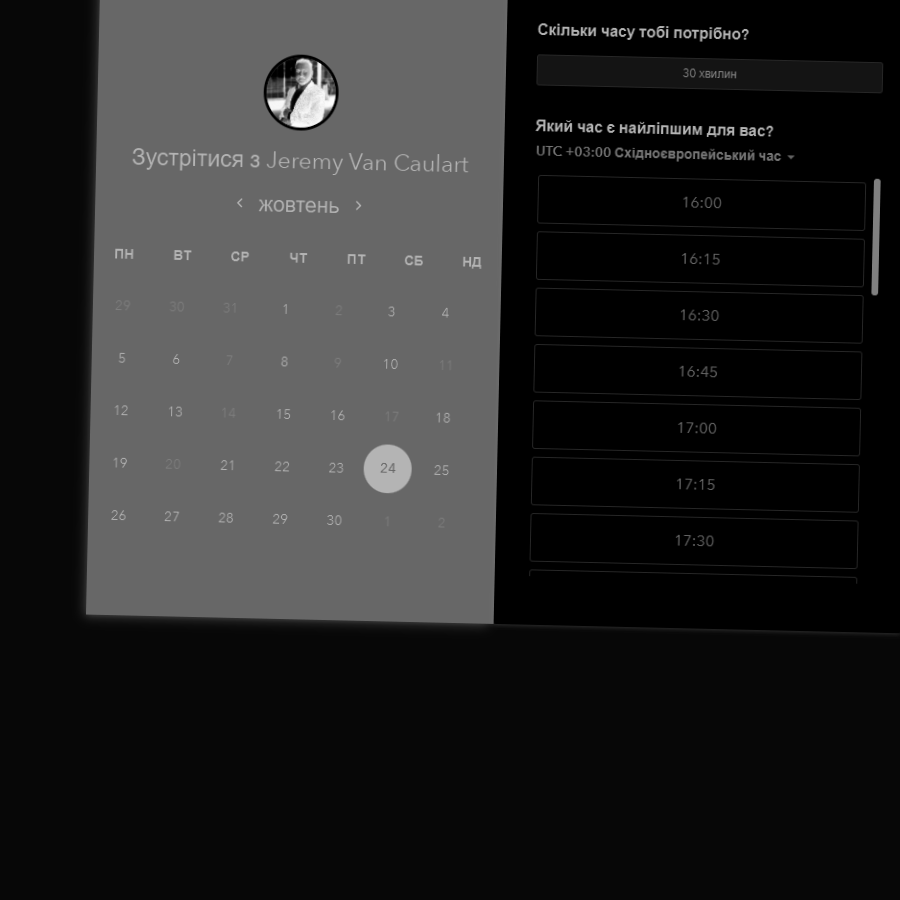 Зустрітися з Jeremy Van Caulart
жовтень
ПН ВТ СР ЧТ ПТ СБ НД
29 30 31 1 2 3 4
5 6 7 8 9 10 11
12 13 14 15 16 17 18
19 20 21 22 23 24 25
26 27 28 29 30 1 2
Скільки часу тобі потрібно?
30 хвилин
Який час є найліпшим для вас?
UTC +03:00 Східноєвропейський час
16:00
16:15
16:30
16:45
17:00
17:15
17:30